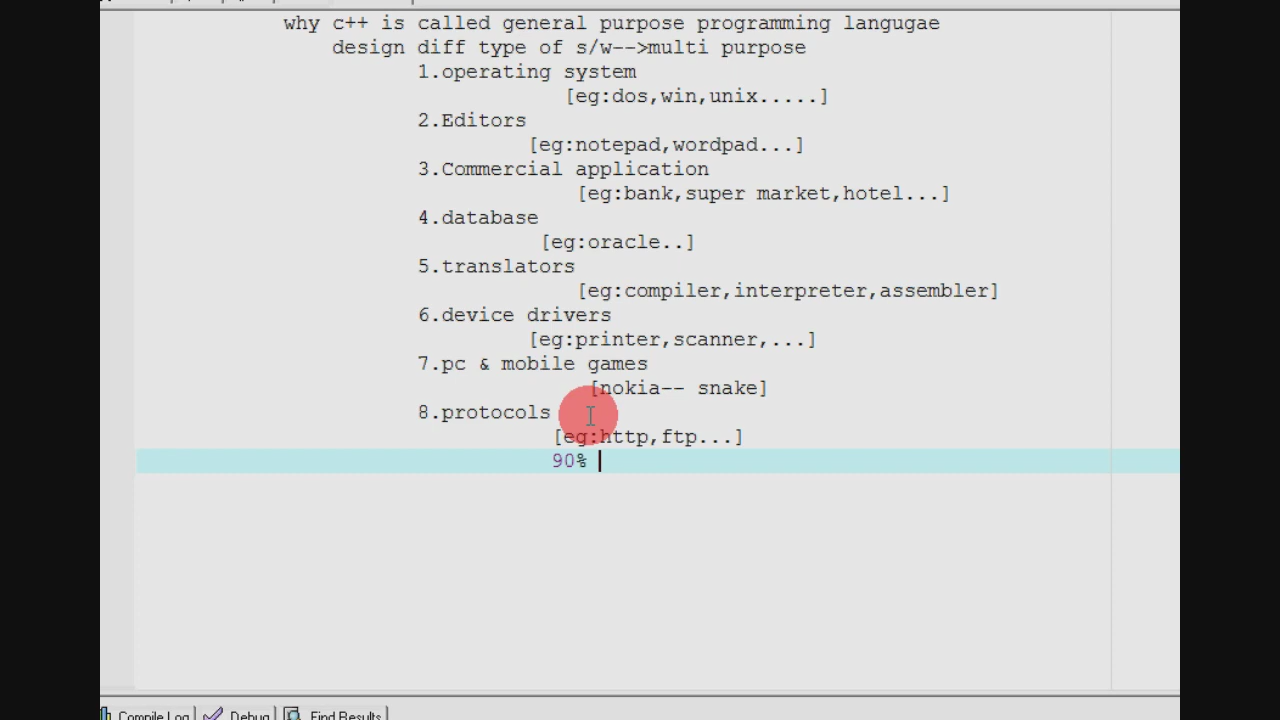 why c++ is called general purpose programming langugae
design diff type of s/w-->multi purpose
1.operating system
[eg:dos,win,unix.....]
2.Editors
[eg:notepad,wordpad...]
3.Commercial application
[eg:bank,super market,hotel...]
4.database
[eg:oracle..]
5.translators
[eg:compiler,interpreter,assembler]
6.device drivers
[eg:printer,scanner,...]
7.pc & mobile games
[nokia-- snake]
8.protocols
[eg:http,ftp...]
90%
Compile Log Debug Find Results